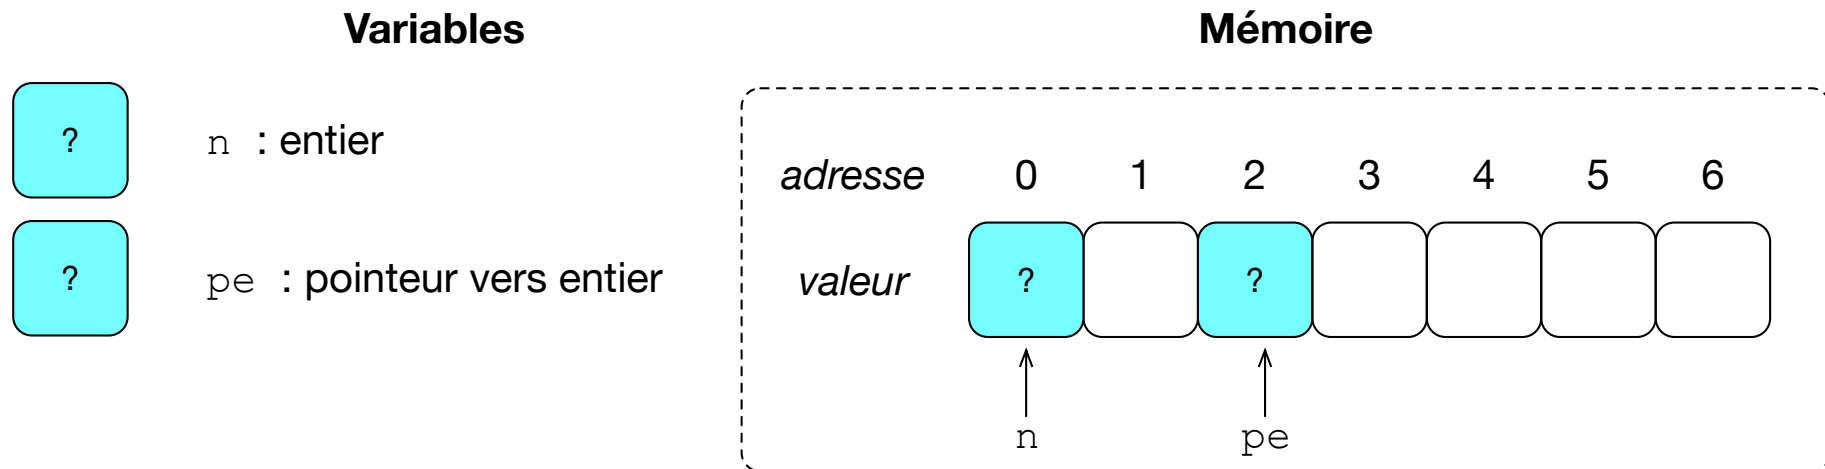 Variables
Mémoire
? n : entier
? pe : pointeur vers entier
adresse 0 1 2 3 4 5 6
valeur ? ?
n pe